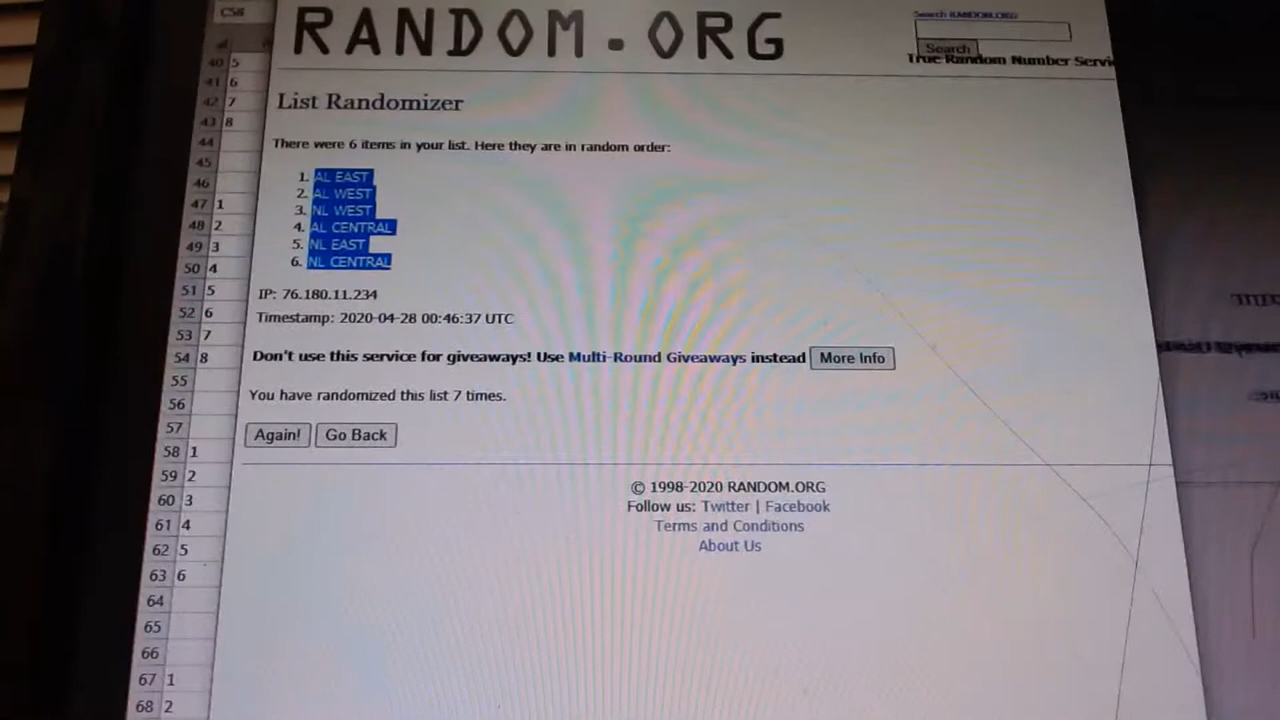 C58
RANDOM.ORG
Search RANDOM.ORG
Search
True Random Number Servi
List Randomizer
There were 6 items in your list. Here they are in random order:
1. AL EAST
2. AL WEST
3. NL WEST
4. AL CENTRAL
5. NL EAST
6. NL CENTRAL
IP: 76.180.11.234
Timestamp: 2020-04-28 00:46:37 UTC
Don't use this service for giveaways! Use Multi-Round Giveaways instead More Info
You have randomized this list 7 times.
Again! Go Back
© 1998-2020 RANDOM.ORG
Follow us: Twitter | Facebook
Terms and Conditions
About Us
40 5
41 6
42 7
43 8
44
45
46
47 1
48 2
49 3
50 4
51 5
52 6
53 7
54 8
55
56
57
58 1
59 2
60 3
61 4
62 5
63 6
64
65
66
67 1
68 2